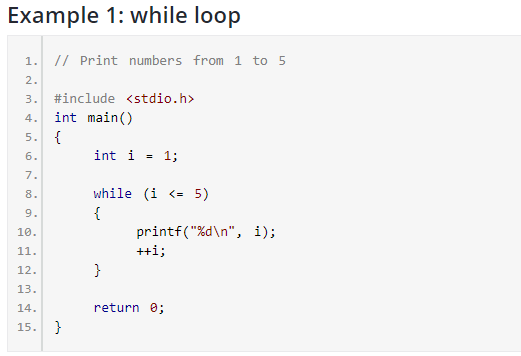 Example 1: while loop
1. // Print numbers from 1 to 5
2.
3. #include <stdio.h>
4. int main()
5. {
6. int i = 1;
7.
8. while (i <= 5)
9. {
10. printf("%d\n", i);
11. ++i;
12. }
13.
14. return 0;
15. }